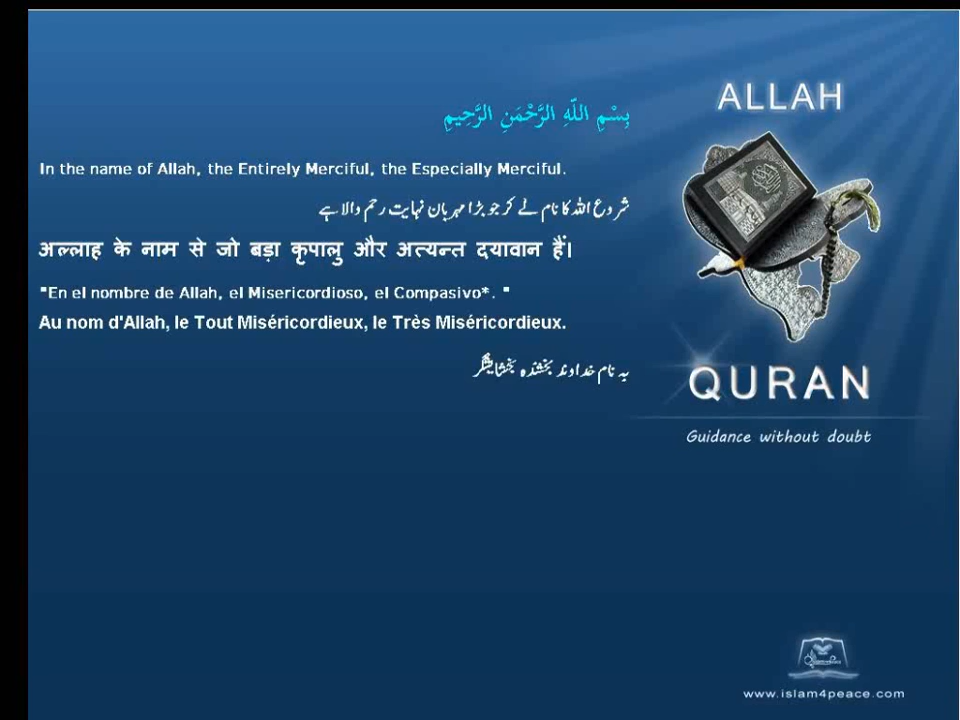 بِسْمِ اللَّهِ الرَّحْمَنِ الرَّحِيمِ
In the name of Allah, the Entirely Merciful, the Especially Merciful.
شروع اللہ کا نام لے کر جو بڑا مہربان نہایت رحم والا ہے
अल्लाह के नाम से जो बड़ा कृपालु और अत्यन्त दयावान हैं।
"En el nombre de Allah, el Misericordioso, el Compasivo*. "
Au nom d'Allah, le Tout Miséricordieux, le Très Miséricordieux.
به نام خداوند بخشنده بخشایشگر
ALLAH
QURAN
Guidance without doubt
www.islam4peace.com